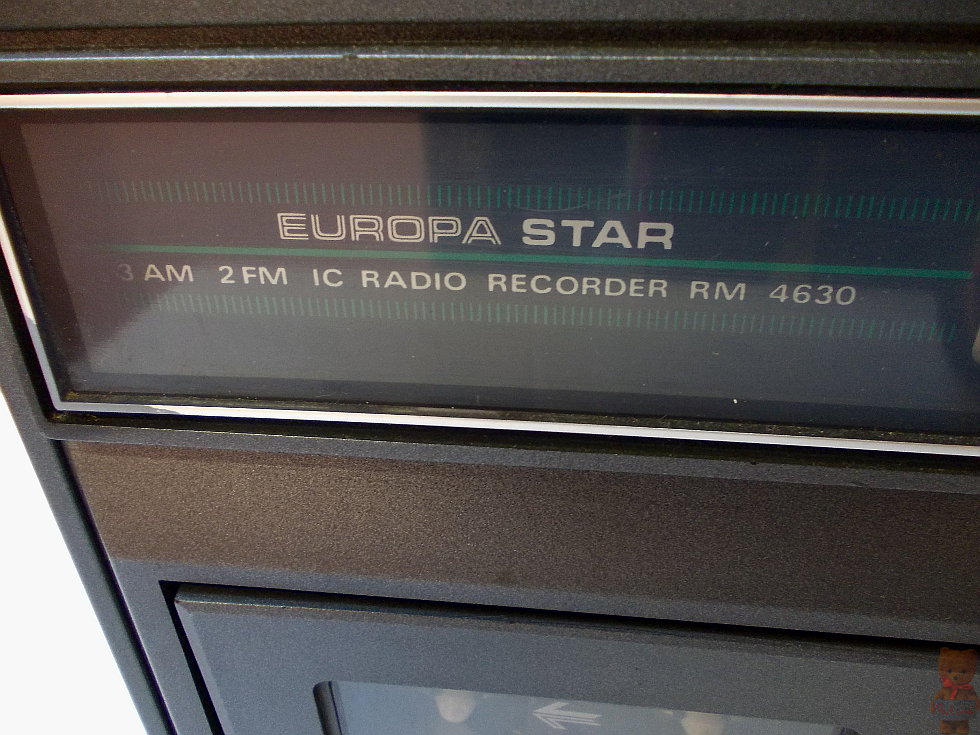 EUROPA STAR
3 AM 2 FM IC RADIO RECORDER RM 4630